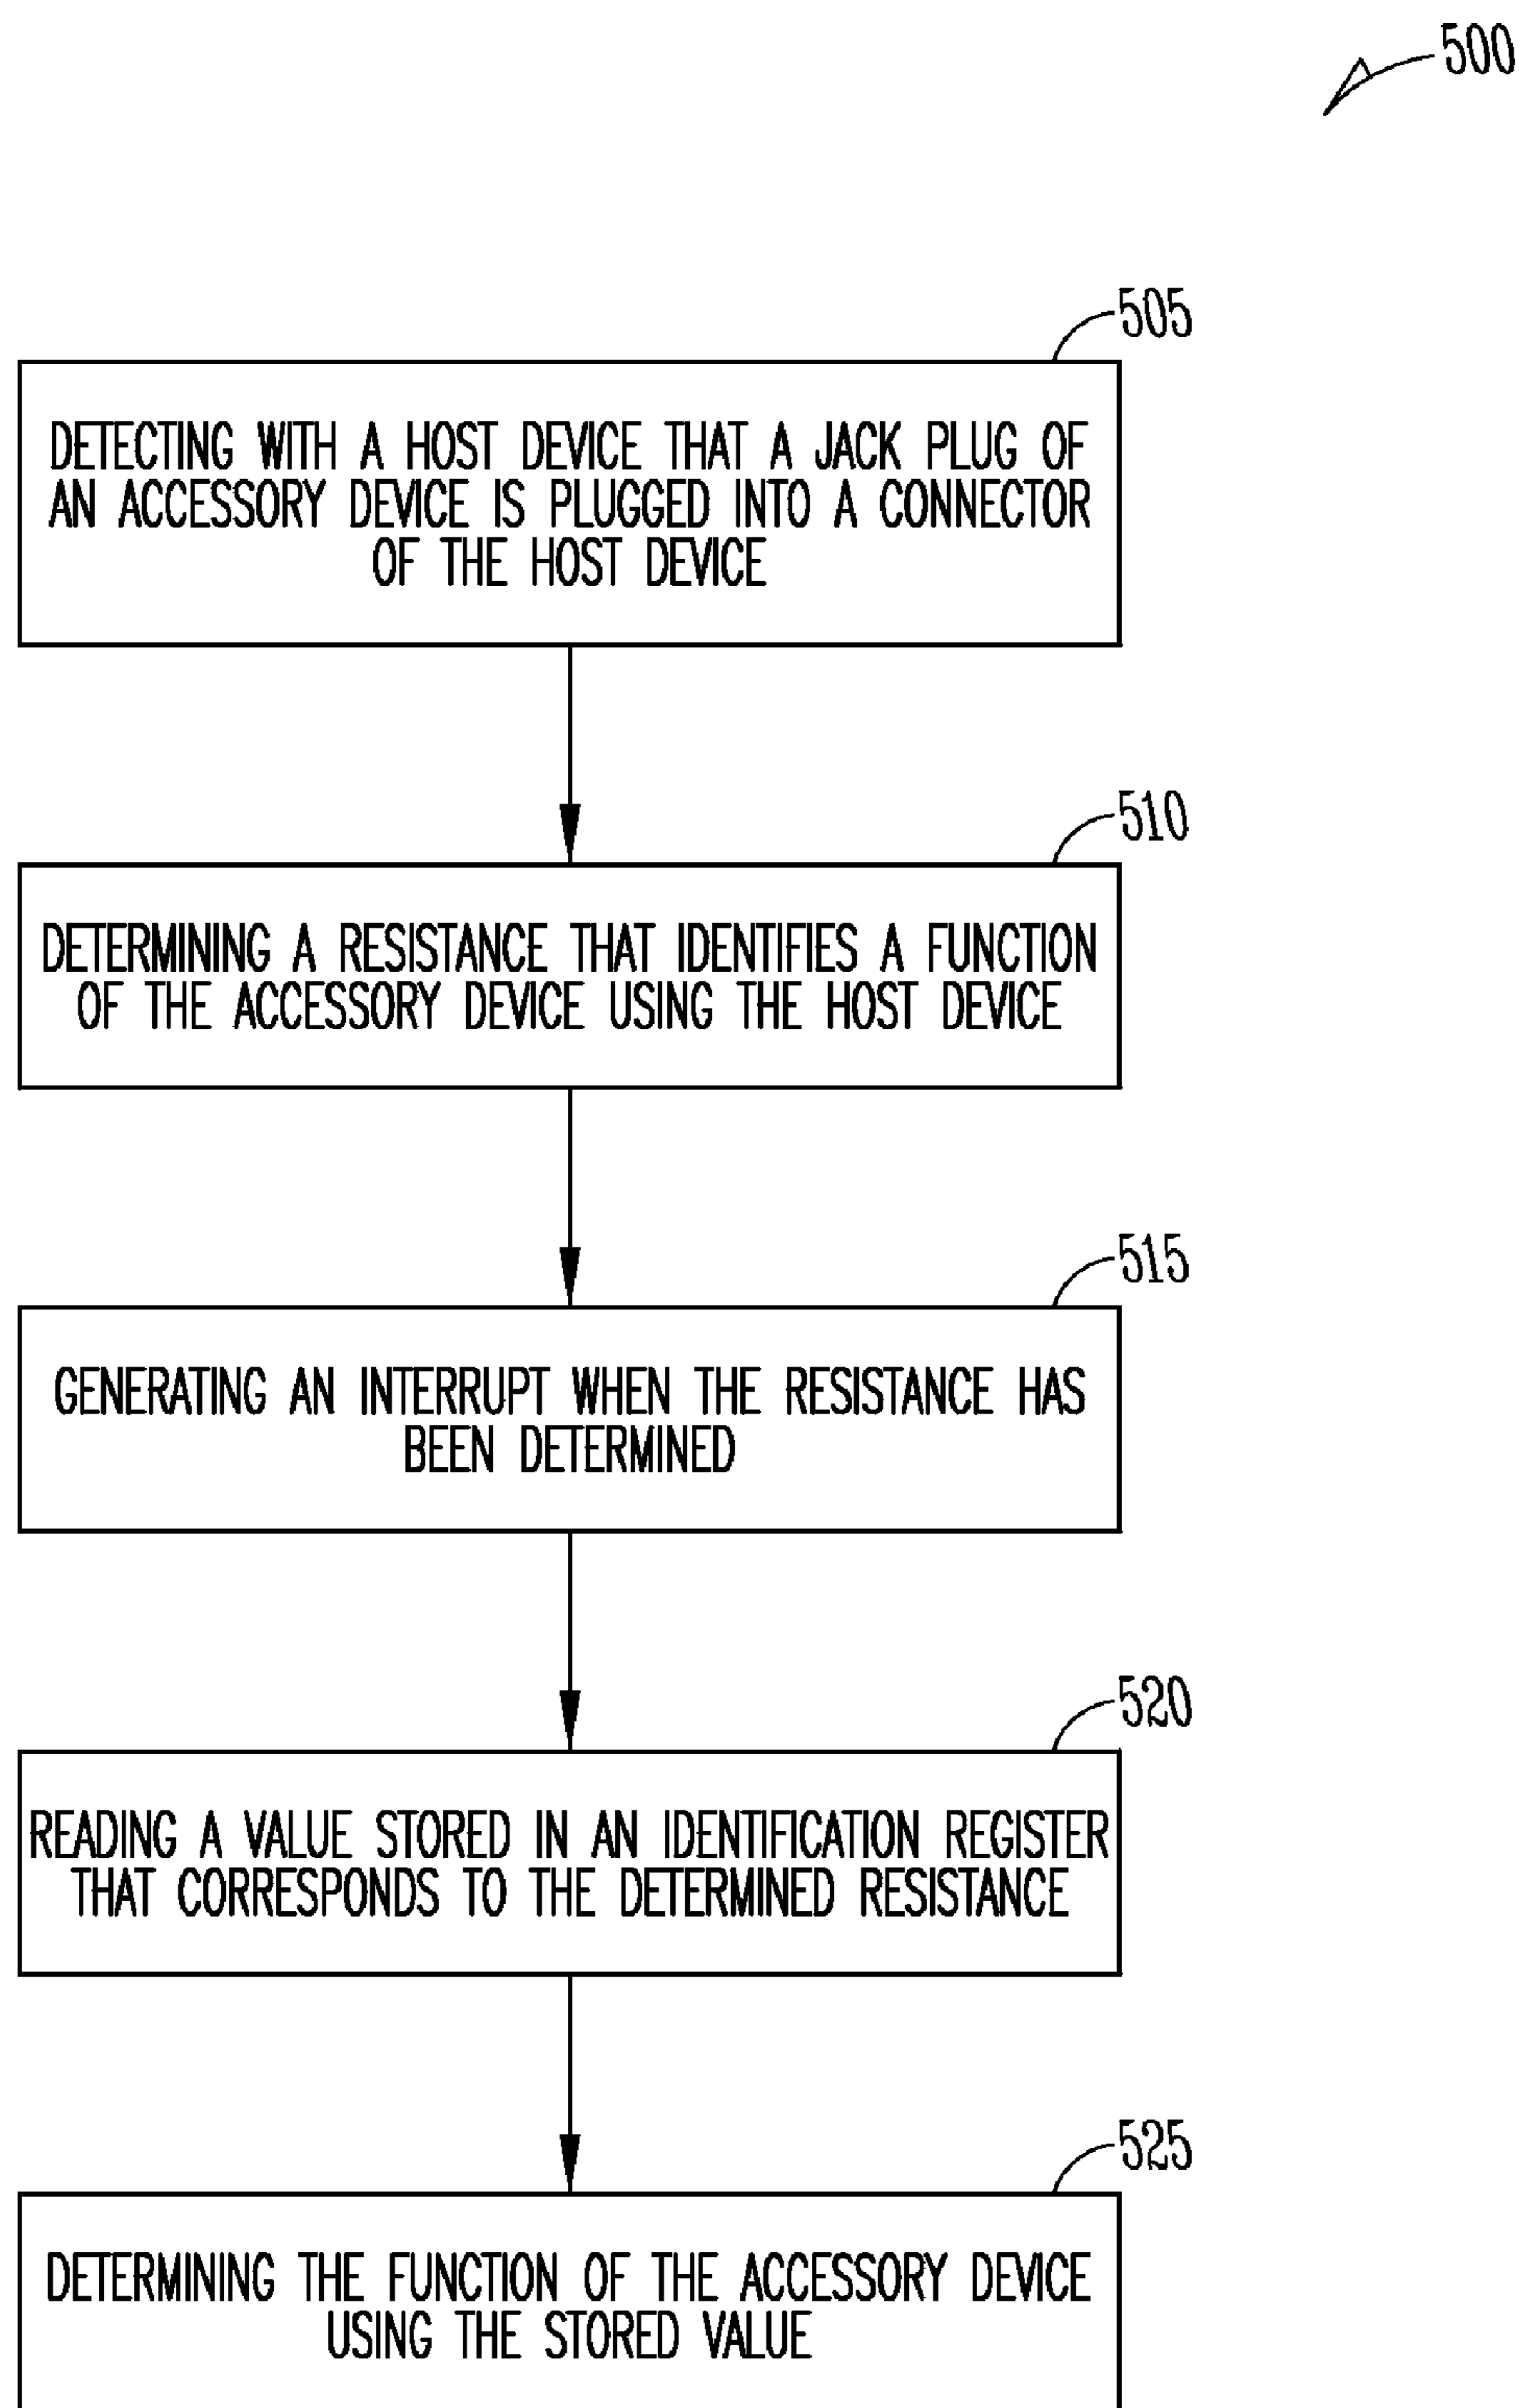 500
505
DETECTING WITH A HOST DEVICE THAT A JACK PLUG OF
AN ACCESSORY DEVICE IS PLUGGED INTO A CONNECTOR
OF THE HOST DEVICE
510
DETERMINING A RESISTANCE THAT IDENTIFIES A FUNCTION
OF THE ACCESSORY DEVICE USING THE HOST DEVICE
515
GENERATING AN INTERRUPT WHEN THE RESISTANCE HAS
BEEN DETERMINED
520
READING A VALUE STORED IN AN IDENTIFICATION REGISTER
THAT CORRESPONDS TO THE DETERMINED RESISTANCE
525
DETERMINING THE FUNCTION OF THE ACCESSORY DEVICE
USING THE STORED VALUE